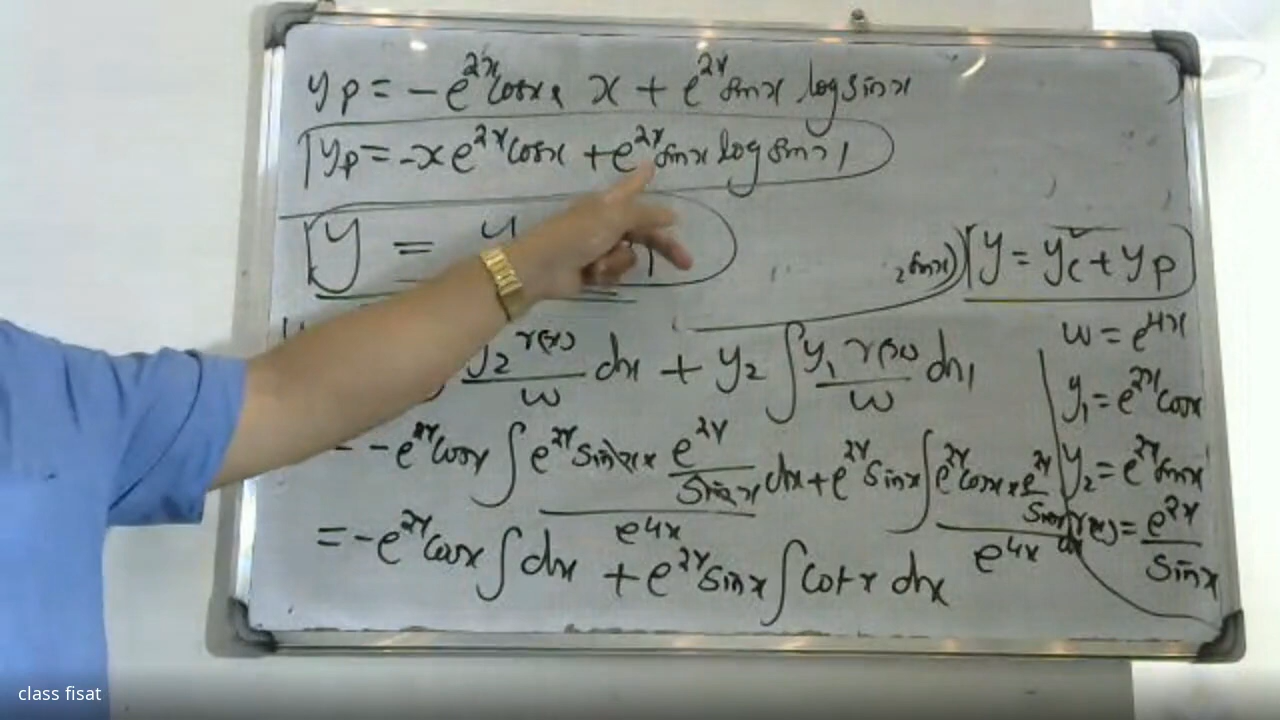 yp = - e^2x cosx x + e^2x sinx log sinx
yp = -x e^2x cosx + e^2x sinx log sinx
y = y
2 sinx) y = yc + yp
w = e^4x
y2 r(x) / w dx + y2 ∫ y1 r(x) / w dx
y1 = e^2x cosx
- e^2x cosx ∫ e^2x sinx × e^2x / sinx / e^4x dx + e^2x sinx ∫ e^2x cosx × e^2x / sinx / e^4x dx
y2 = e^2x sinx
r(x) = e^2x / sinx
= - e^2x cosx ∫ dx + e^2x sinx ∫ cotx dx
class fisat